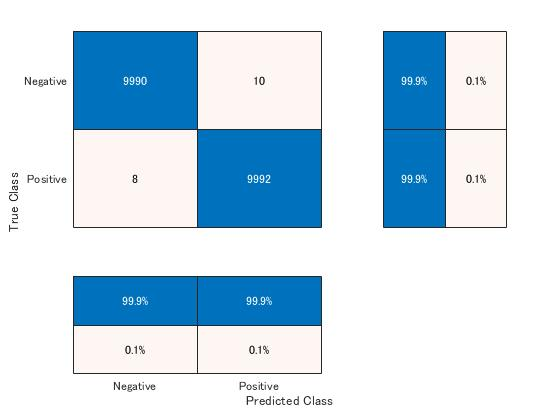 Negative 9990 10 99.9% 0.1%
True Class
Positive 8 9992 99.9% 0.1%
99.9% 99.9%
0.1% 0.1%
Negative Positive
Predicted Class